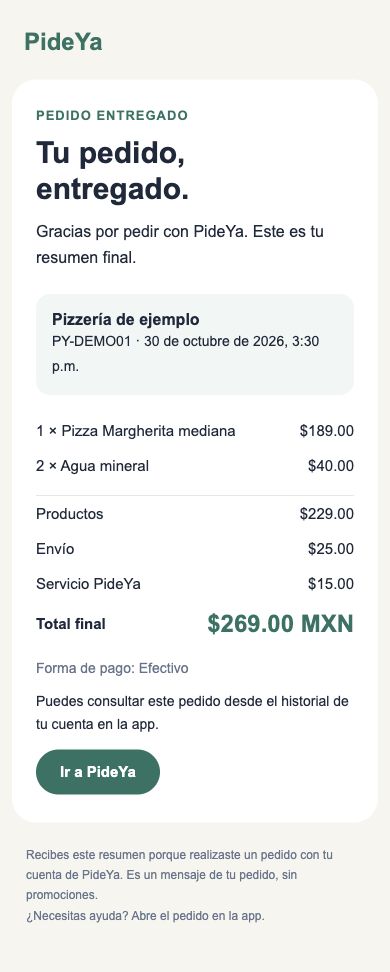 PideYa
PEDIDO ENTREGADO
Tu pedido,
entregado.
Gracias por pedir con PideYa. Este es tu
resumen final.
Pizzería de ejemplo
PY-DEMO01 · 30 de octubre de 2026, 3:30
p.m.
1 × Pizza Margherita mediana $189.00
2 × Agua mineral $40.00
Productos $229.00
Envío $25.00
Servicio PideYa $15.00
Total final $269.00 MXN
Forma de pago: Efectivo
Puedes consultar este pedido desde el historial de
tu cuenta en la app.
Ir a PideYa
Recibes este resumen porque realizaste un pedido con tu
cuenta de PideYa. Es un mensaje de tu pedido, sin
promociones.
¿Necesitas ayuda? Abre el pedido en la app.